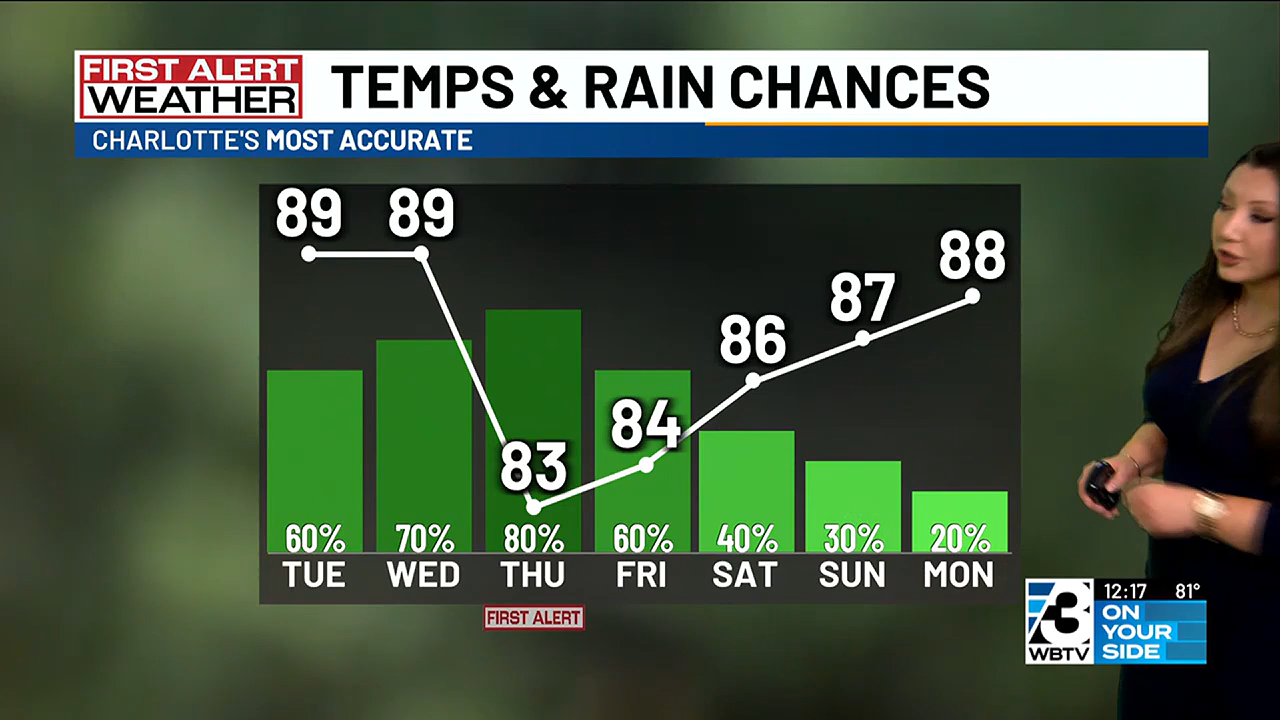 FIRST ALERT
WEATHER
TEMPS & RAIN CHANCES
CHARLOTTE'S MOST ACCURATE
89 89 83 84 86 87 88
60% 70% 80% 60% 40% 30% 20%
TUE WED THU FRI SAT SUN MON
FIRST ALERT
3
WBTV
12:17 81°
ON
YOUR
SIDE